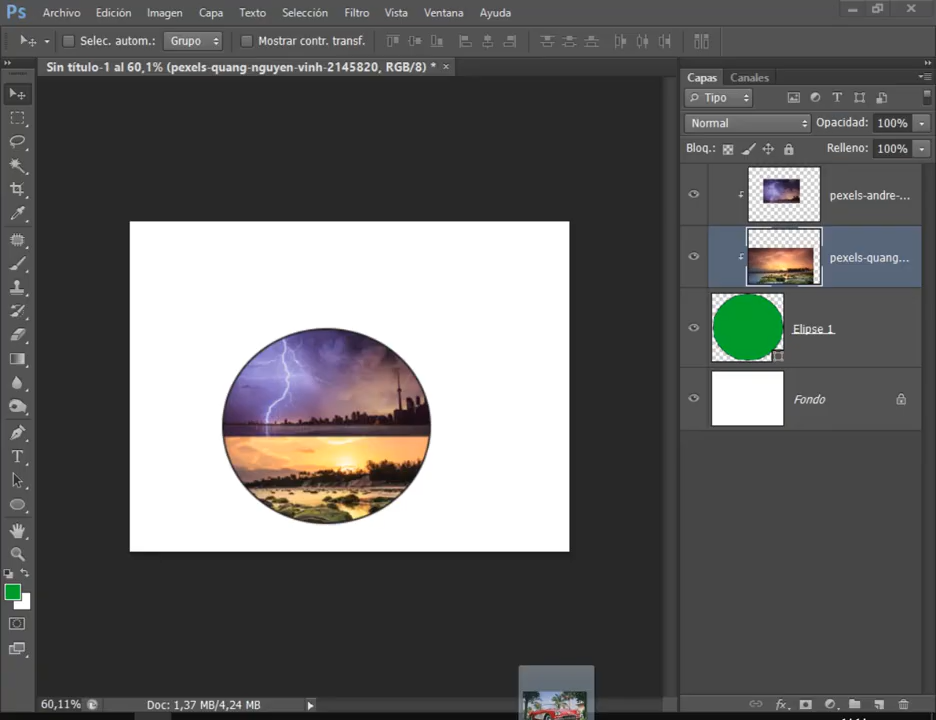 Ps Archivo Edición Imagen Capa Texto Selección Filtro Vista Ventana Ayuda
Selec. autom.: Grupo Mostrar contr. transf.
Sin título-1 al 60,1% (pexels-quang-nguyen-vinh-2145820, RGB/8) * ×
Capas Canales
Tipo
Normal Opacidad: 100%
Bloq.: Relleno: 100%
pexels-andre-...
pexels-quang...
Elipse 1
Fondo
60,11% Doc: 1,37 MB/4,24 MB